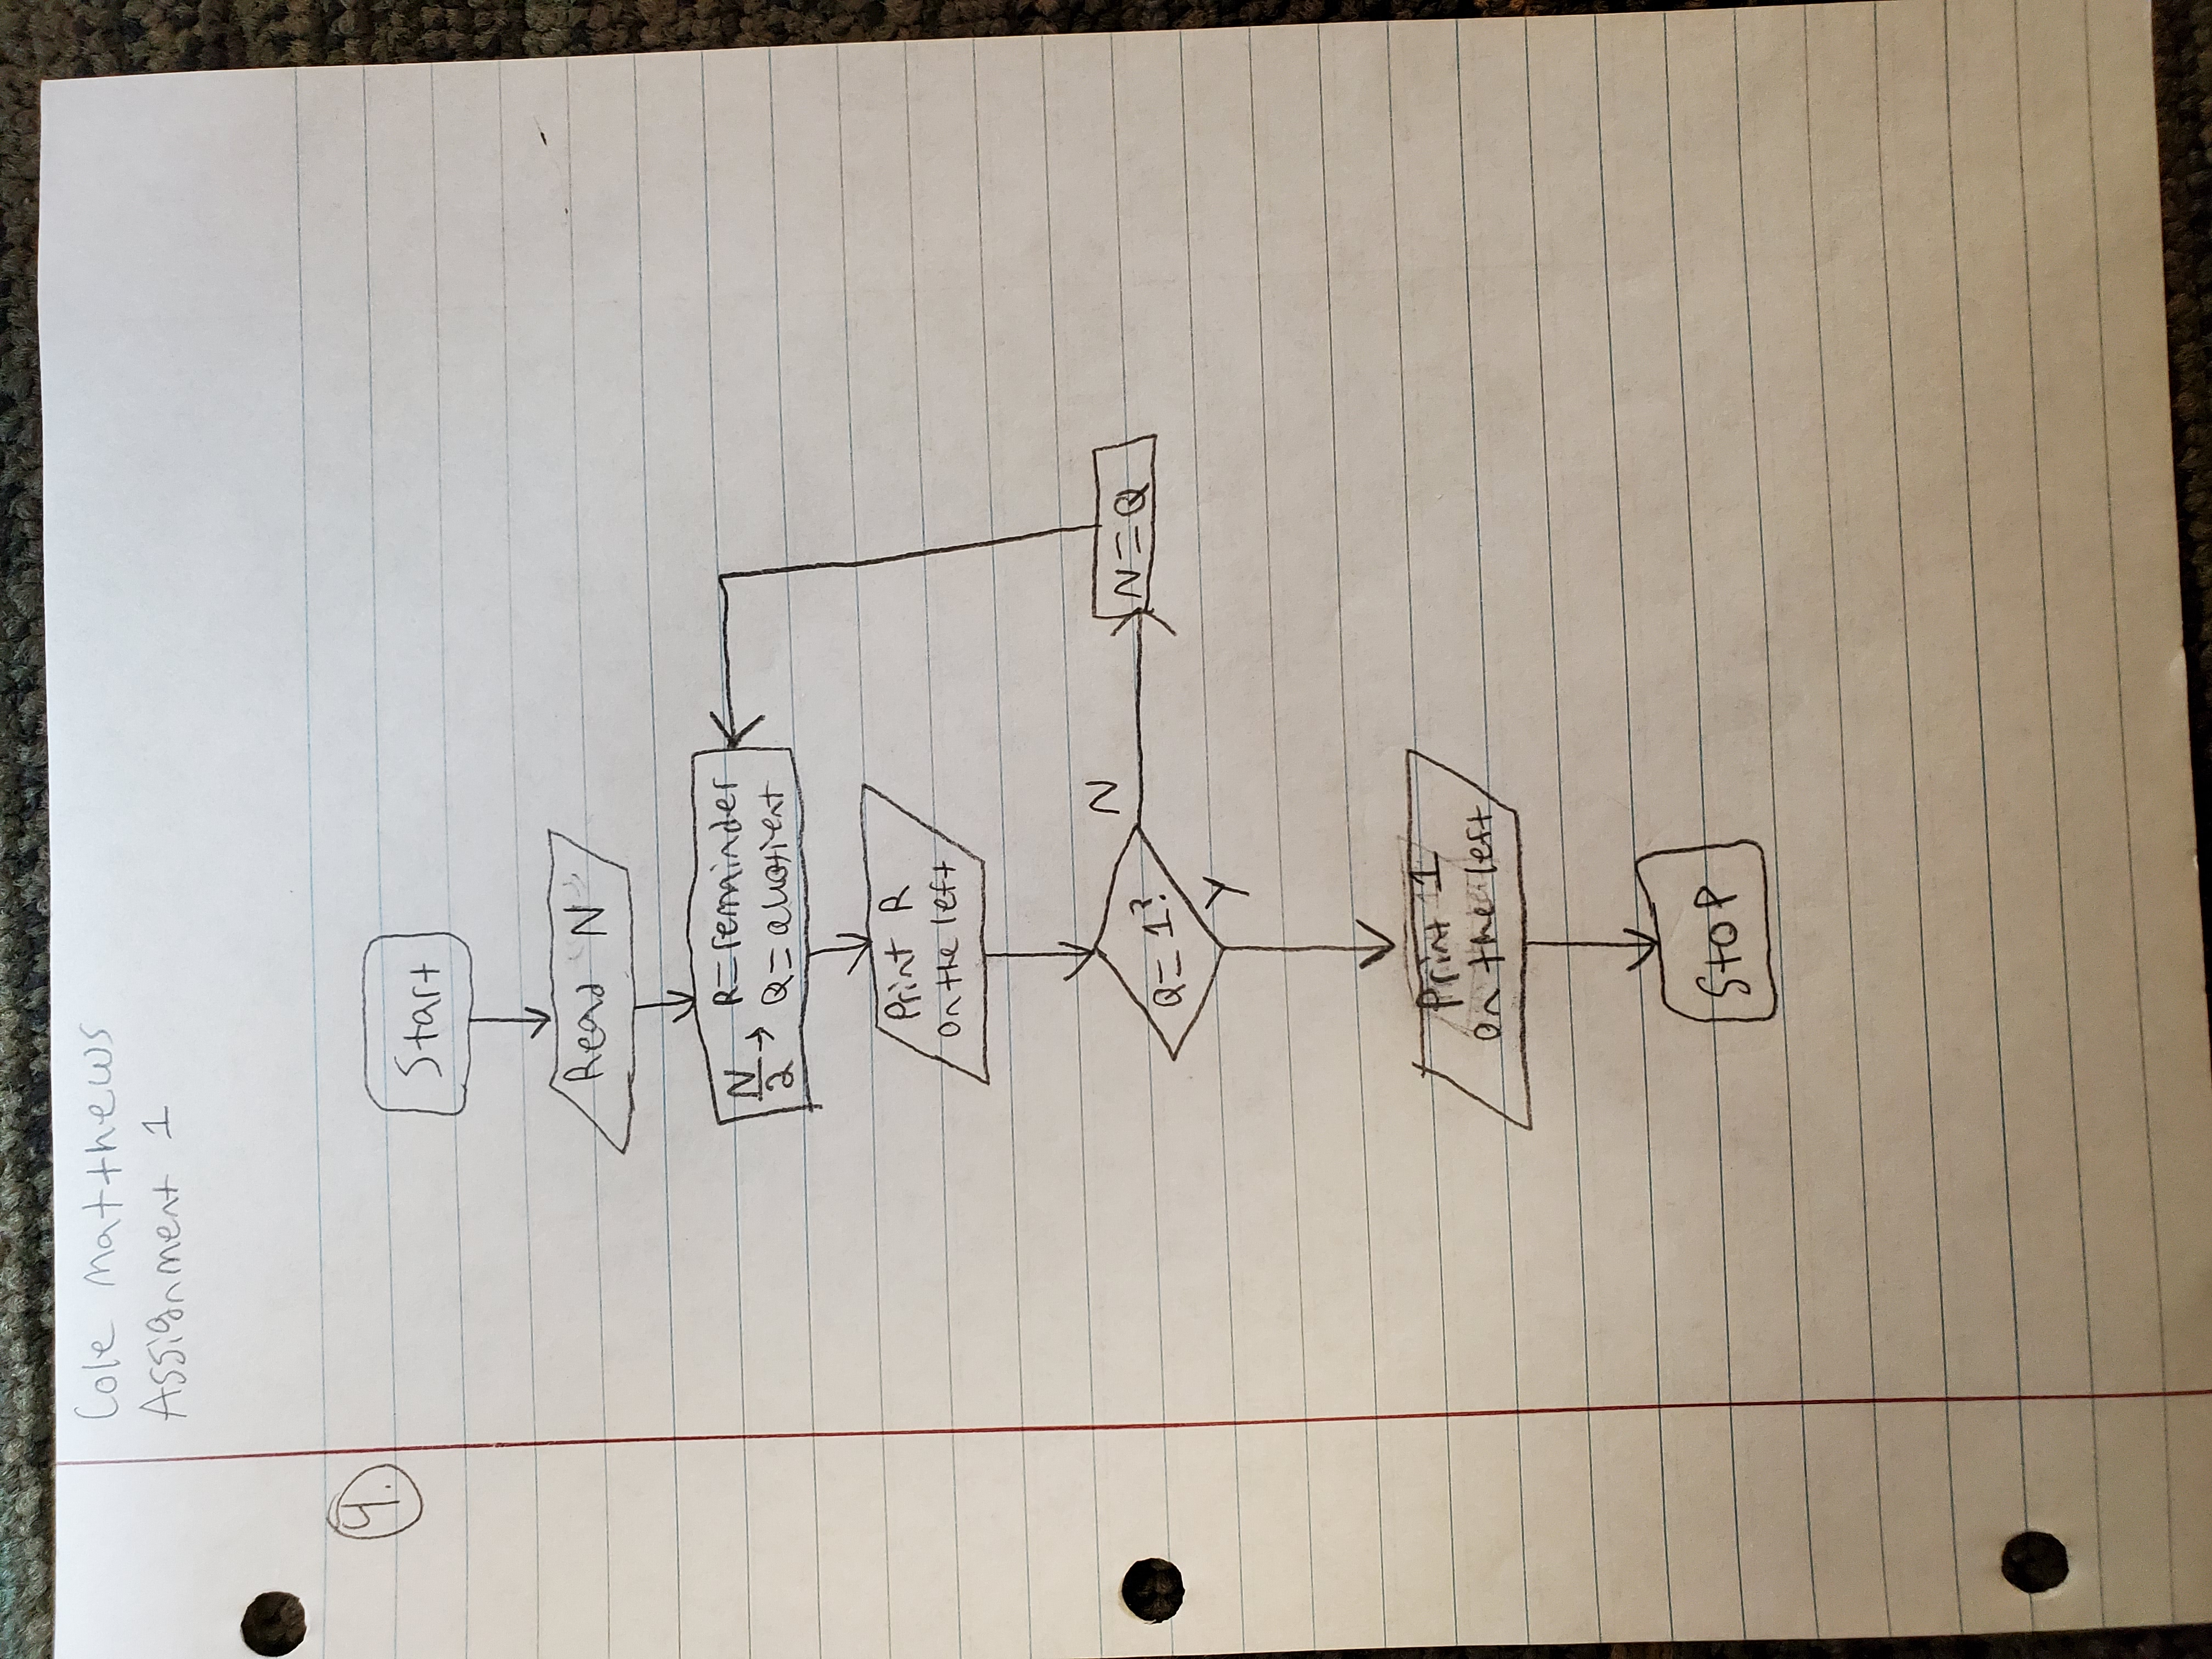 Cole Matthews
Assignment 1
4.
Start
Read "N"
N/2 → R=remainder
Q=quotient
Print R
on the left
Q=1?
N
N=Q
Y
Print 1
on the left
Stop